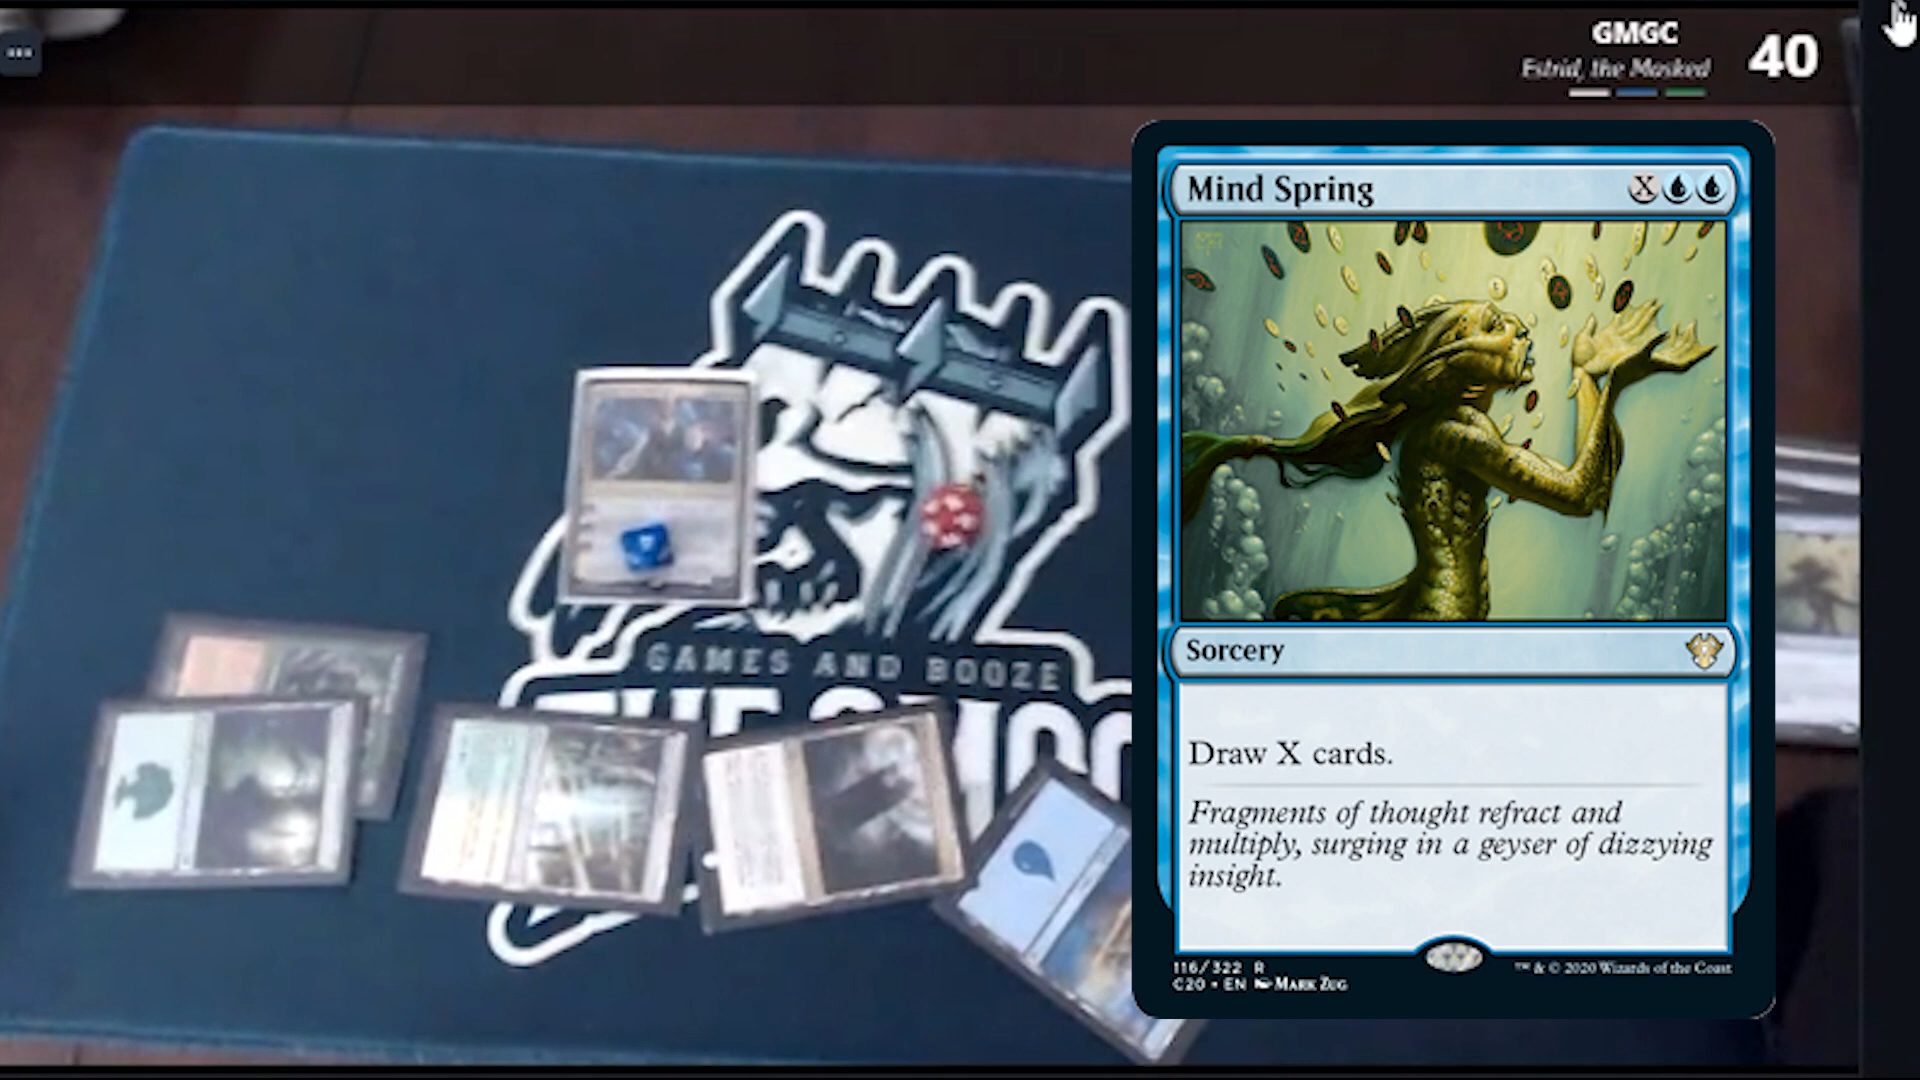 GMGC
Estrid, the Masked
40
Mind Spring
X
Sorcery
Draw X cards.
Fragments of thought refract and
multiply, surging in a geyser of dizzying
insight.
116/322 R
C20 • EN MARK ZUG
™ & © 2020 Wizards of the Coast
GAMES AND BOOZE
THE